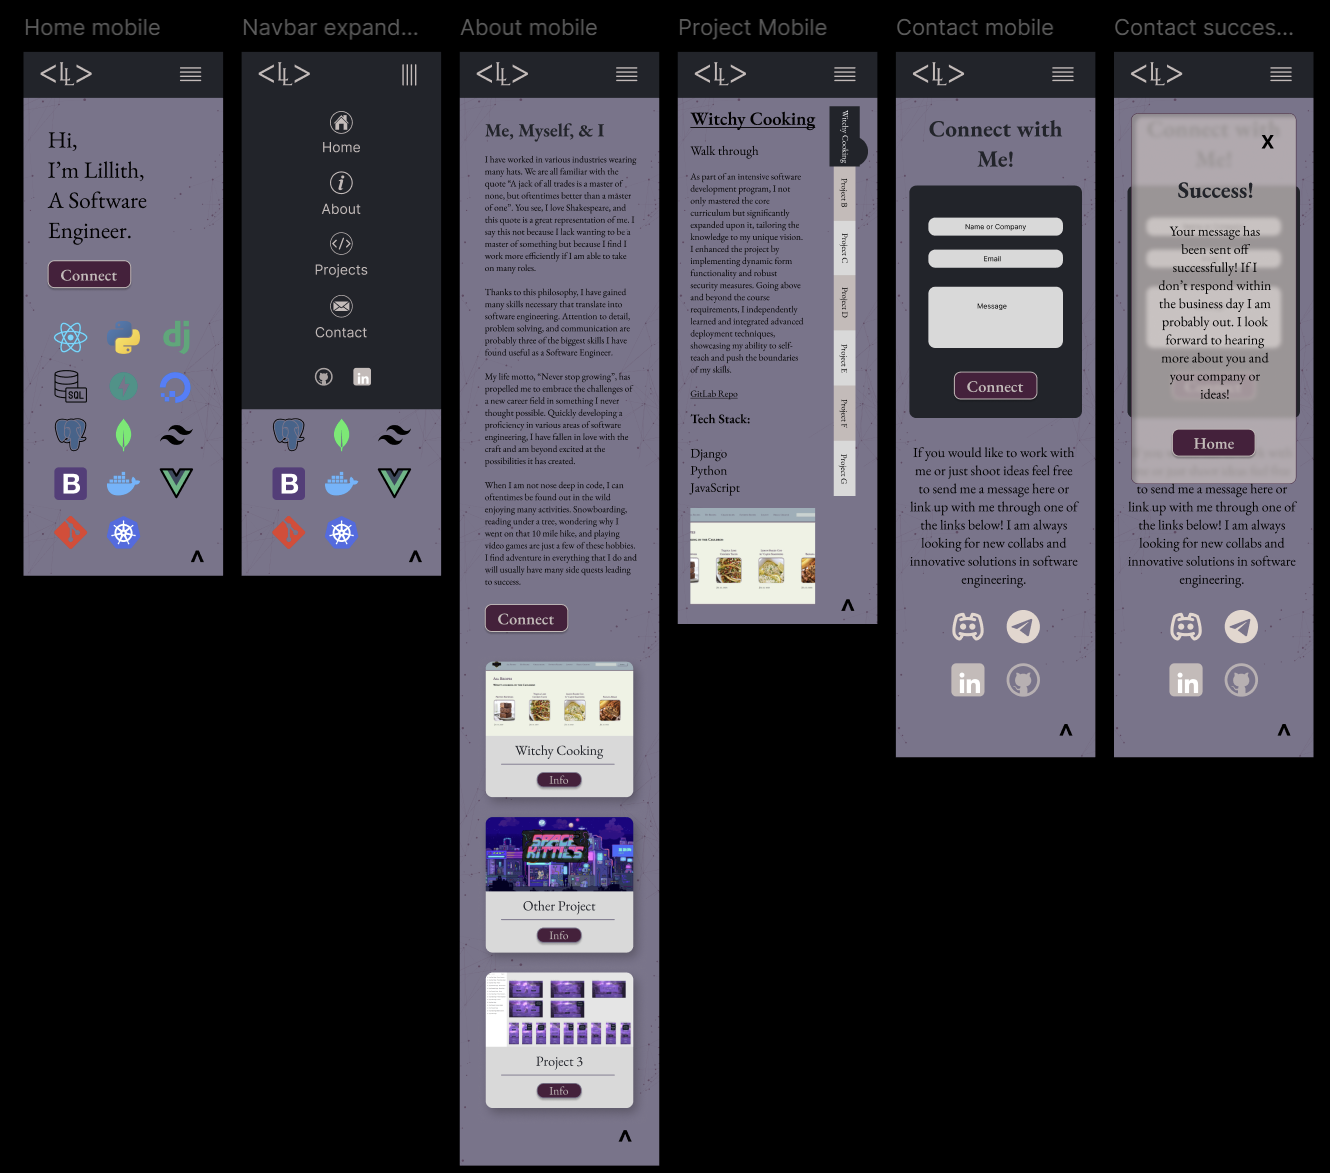 Home mobile
<LL>
Hi,
I'm Lillith,
A Software
Engineer.
Connect
SQL
dj
B
^
Navbar expand...
<LL>
Home
About
Projects
Contact
in
B
^
About mobile
<LL>
Me, Myself, & I
I have worked in various industries wearing
many hats. We are all familiar with the
quote “A jack of all trades is a master of
none, but oftentimes better than a master
of one”. You see, I love Shakespeare, and
this quote is a great representation of me. I
say this not because I lack wanting to be a
master of something but because I find I
work more efficiently if I am able to take
on many roles.
Thanks to this philosophy, I have gained
many skills necessary that translate into
software engineering. Attention to detail,
problem solving, and communication are
probably three of the biggest skills I have
found useful as a Software Engineer.
My life motto, “Never stop growing”, has
propelled me to embrace the challenges of
a new career field in something I never
thought possible. Quickly developing a
proficiency in various areas of software
engineering, I have fallen in love with the
craft and am beyond excited at the
possibilities it has created.
When I am not nose deep in code, I can
oftentimes be found out in the wild
enjoying many activities. Snowboarding,
reading under a tree, wondering why I
went on that 10 mile hike, and playing
video games are just a few of these hobbies.
I find adventure in everything that I do and
will usually have many side quests leading
to success.
Connect
All Recipes
Witchy Cooking
Info
SPACE
KITTIES
Other Project
Info
Project 3
Info
^
Project Mobile
<LL>
Witchy Cooking
Walk through
As part of an intensive software
development program, I not
only mastered the core
curriculum but significantly
expanded upon it, tailoring the
knowledge to my unique vision.
I enhanced the project by
implementing dynamic form
functionality and robust
security measures. Going above
and beyond the course
requirements, I independently
learned and integrated advanced
deployment techniques,
showcasing my ability to self-
teach and push the boundaries
of my skills.
GitLab Repo
Tech Stack:
Django
Python
JavaScript
Witchy Cooking
Project B
Project C
Project D
Project E
Project F
Project G
^
Contact mobile
<LL>
Connect with
Me!
Name or Company
Email
Message
Connect
If you would like to work with
me or just shoot ideas feel free
to send me a message here or
link up with me through one of
the links below! I am always
looking for new collabs and
innovative solutions in software
engineering.
in
^
Contact succes...
<LL>
Connect with
Me!
X
Success!
Your message has
been sent off
successfully! If I
don't respond within
the business day I am
probably out. I look
forward to hearing
more about you and
your company or
ideas!
Home
to send me a message here or
link up with me through one of
the links below! I am always
looking for new collabs and
innovative solutions in software
engineering.
in
^